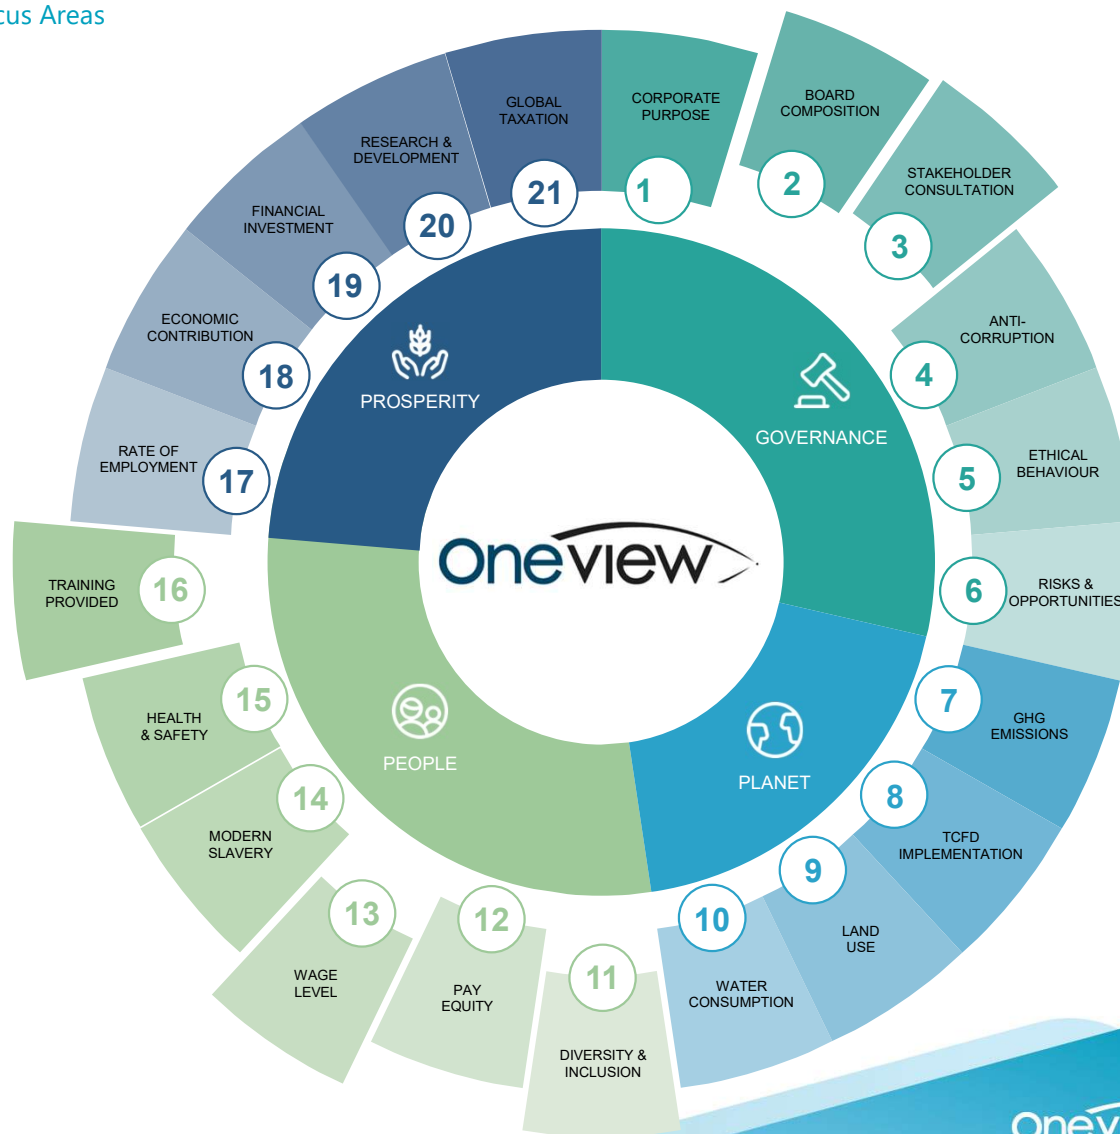 cus Areas
CORPORATE
PURPOSE
1
BOARD
COMPOSITION
2
STAKEHOLDER
CONSULTATION
3
ANTI-
CORRUPTION
4
ETHICAL
BEHAVIOUR
5
RISKS &
OPPORTUNITIES
6
GHG
EMISSIONS
7
TCFD
IMPLEMENTATION
8
LAND
USE
9
WATER
CONSUMPTION
10
DIVERSITY &
INCLUSION
11
PAY
EQUITY
12
WAGE
LEVEL
13
MODERN
SLAVERY
14
HEALTH
& SAFETY
15
TRAINING
PROVIDED
16
RATE OF
EMPLOYMENT
17
ECONOMIC
CONTRIBUTION
18
FINANCIAL
INVESTMENT
19
RESEARCH &
DEVELOPMENT
20
GLOBAL
TAXATION
21
PROSPERITY
GOVERNANCE
PEOPLE
PLANET
oneview
onev